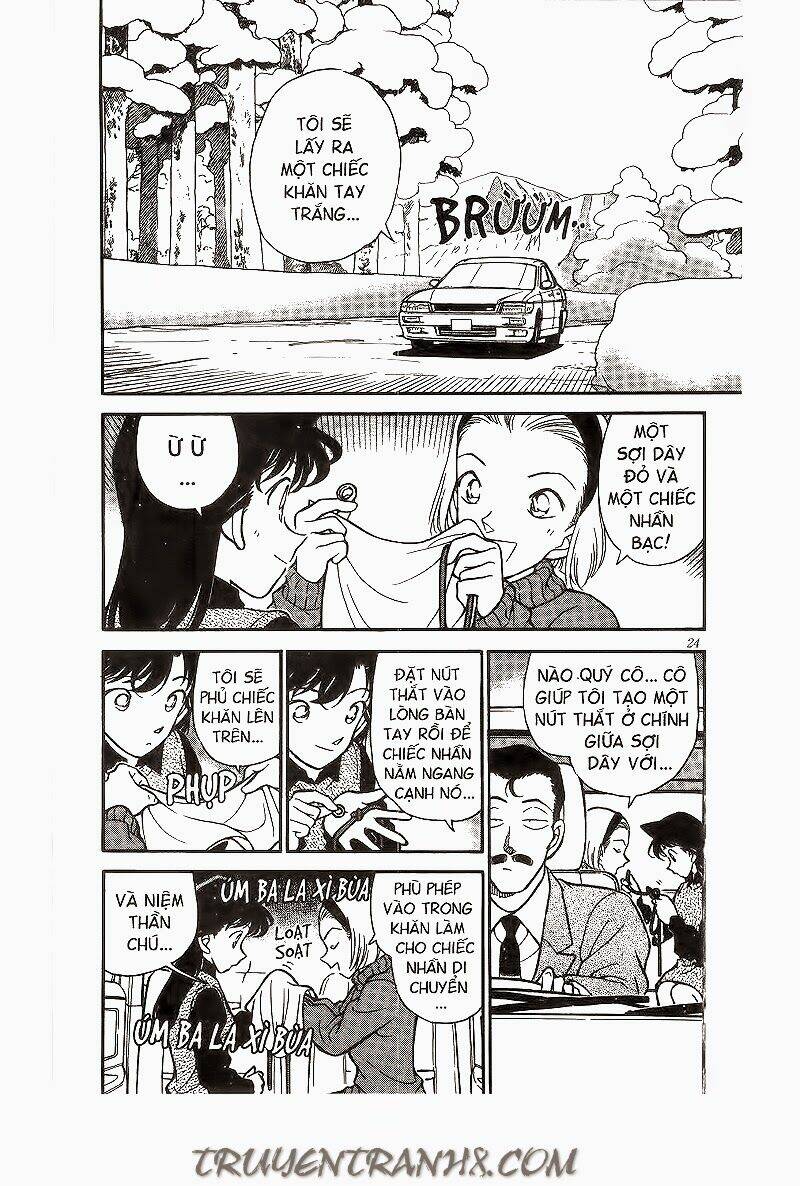 TÔI SẼ
LẤY RA
MỘT CHIẾC
KHĂN TAY
TRẮNG...
BRỪỪM..
MỘT
SỢI DÂY
ĐỎ VÀ
MỘT CHIẾC
NHẪN
BẠC!
Ừ Ừ
...
24
NÀO QUÝ CÔ... CÔ
GIÚP TÔI TẠO MỘT
NÚT THẮT Ở CHÍNH
GIỮA SỢI
DÂY VỚI...
ĐẶT NÚT
THẮT VÀO
LÒNG BÀN
TAY RỒI ĐỂ
CHIẾC NHẪN
NẰM NGANG
CẠNH NÓ...
TÔI SẼ
PHỦ CHIẾC
KHĂN LÊN
TRÊN...
PHỤP
PHÙ PHÉP
VÀO TRONG
KHĂN LÀM
CHO CHIẾC
NHẪN DI
CHUYỂN
...
ÚM BA LA XÌ BÙA
LOẠT
SOẠT
VÀ NIỆM
THẦN
CHÚ...
ÚM BA LA XÌ BÙA
TRUYENTRANH8.COM